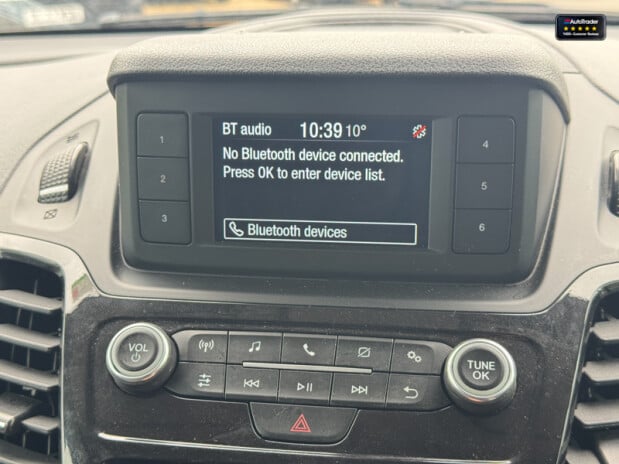 AutoTrader
BT audio
10:39 10°
No Bluetooth device connected.
Press OK to enter device list.
Bluetooth devices
1
2
3
4
5
6
VOL
TUNE
OK